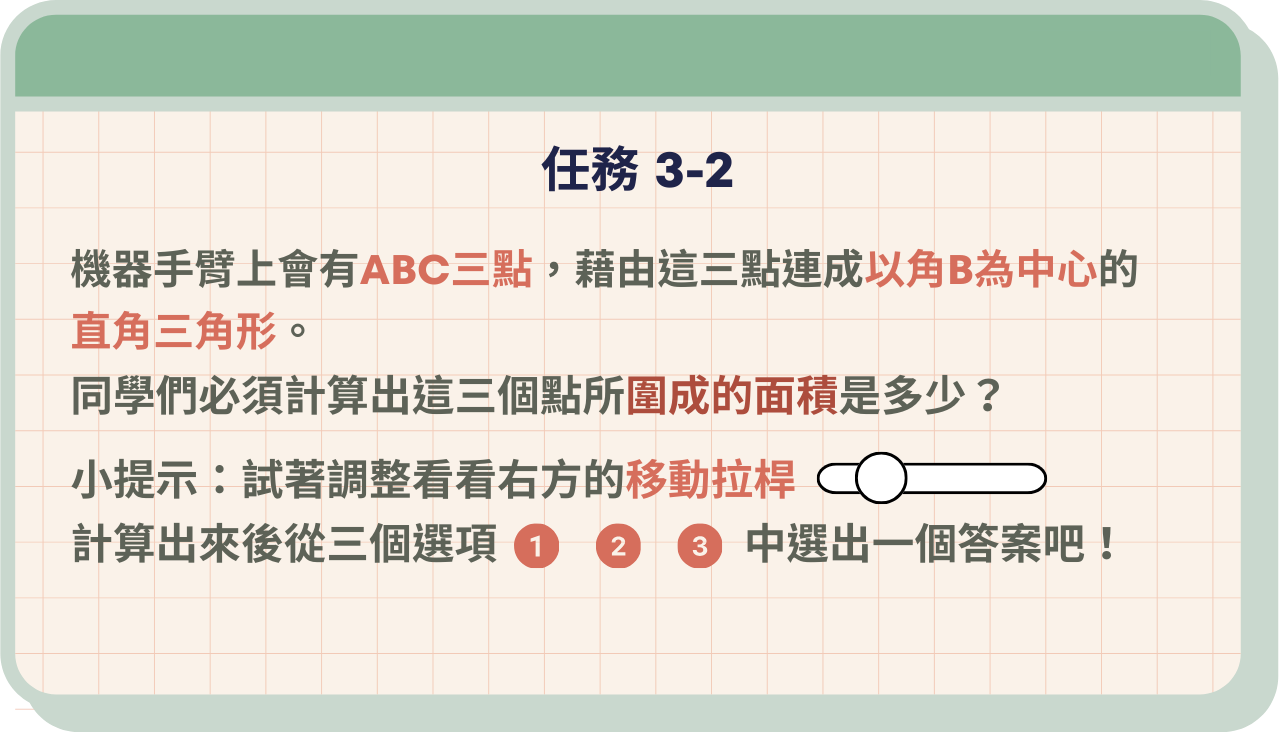 任務 3-2
機器手臂上會有ABC三點，藉由這三點連成以角B為中心的
直角三角形。
同學們必須計算出這三個點所圍成的面積是多少？
小提示：試著調整看看右方的移動拉桿
計算出來後從三個選項 1 2 3 中選出一個答案吧！